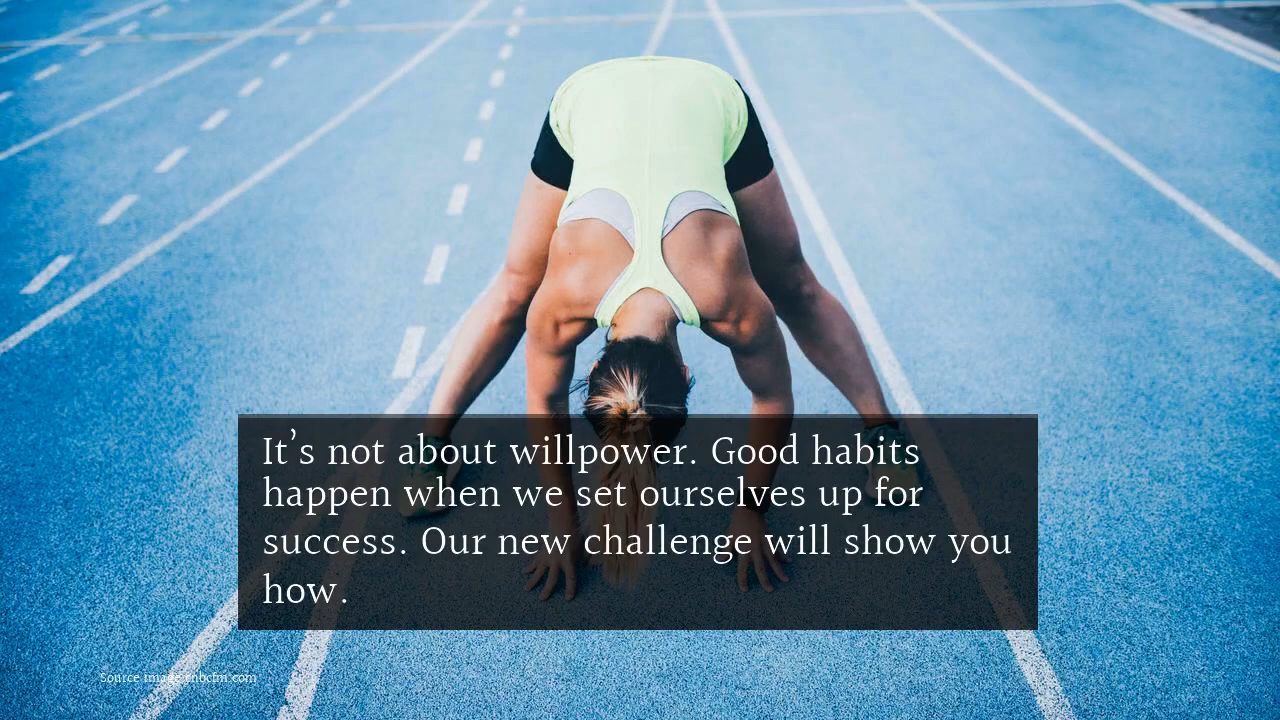 It’s not about willpower. Good habits
happen when we set ourselves up for
success. Our new challenge will show you
how.
Source image: cnbcfm.com